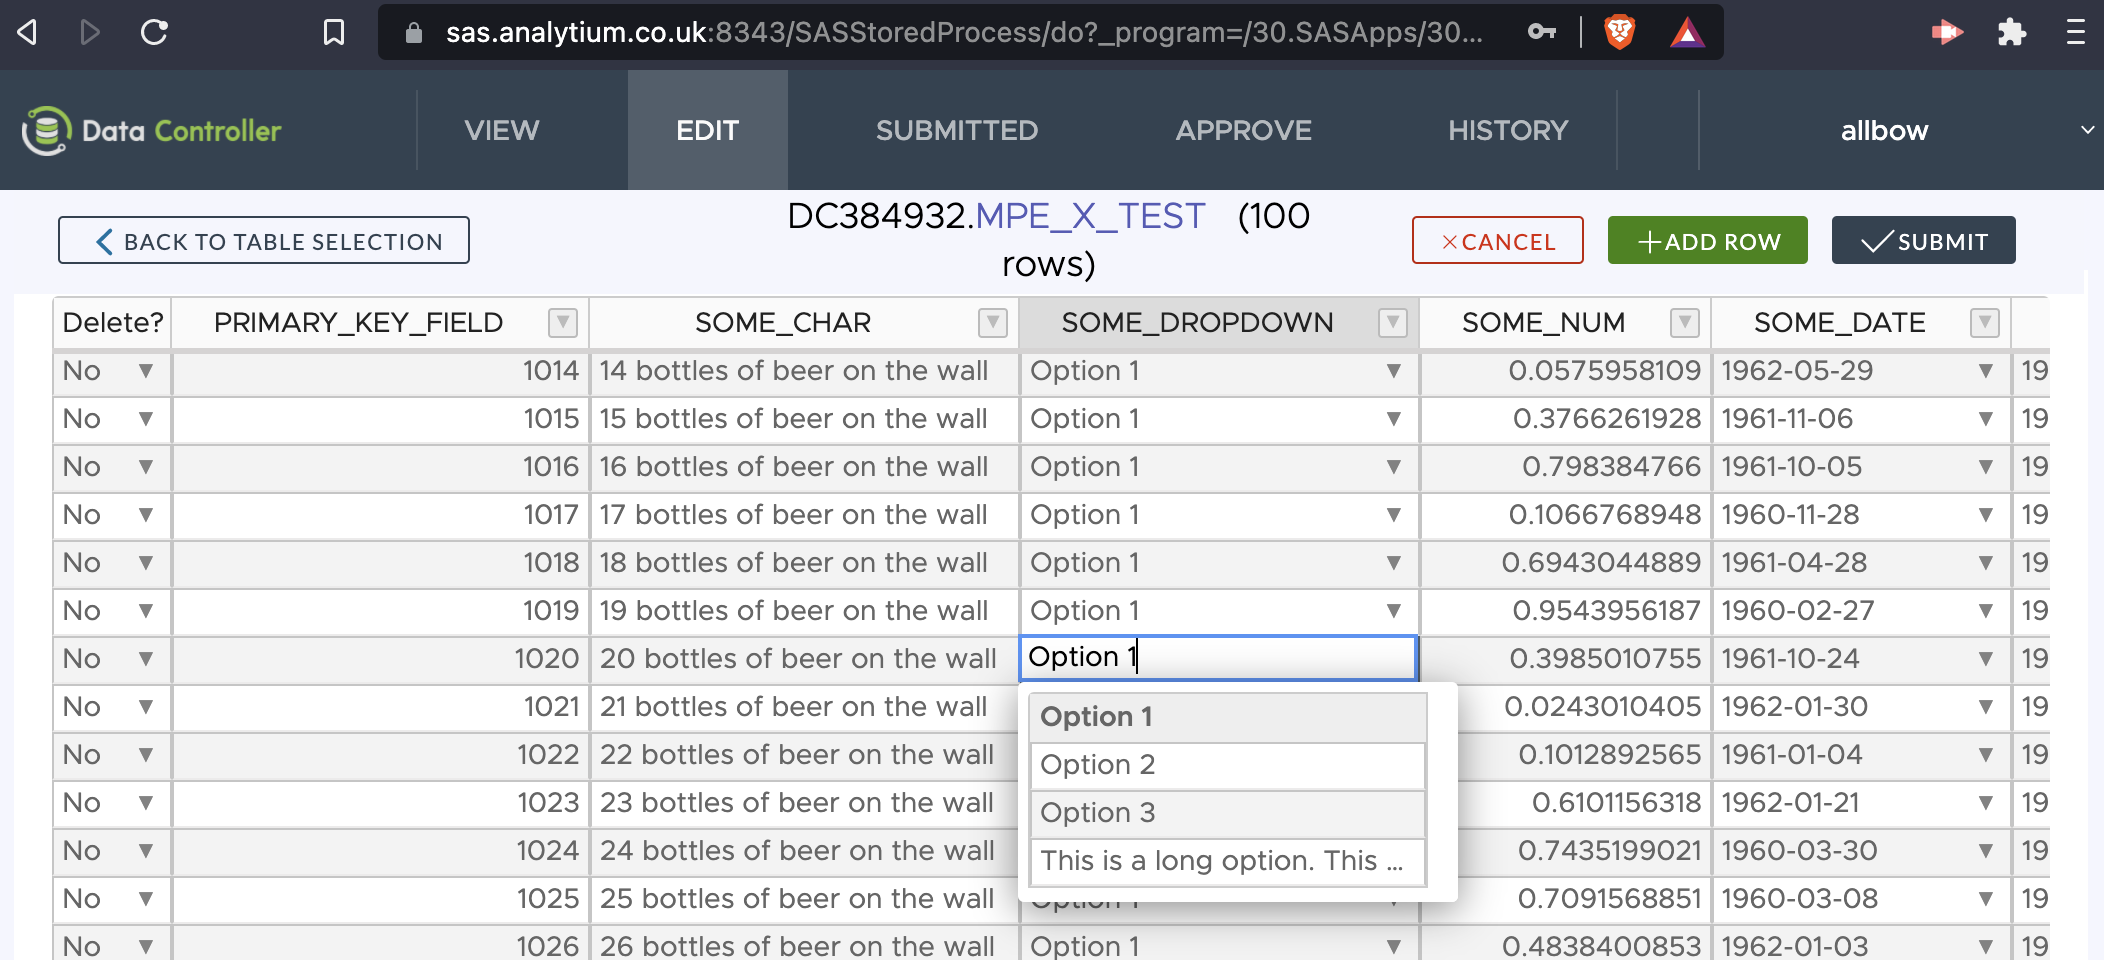 sas.analytium.co.uk:8343/SASStoredProcess/do?_program=/30.SASApps/30...
Data Controller VIEW EDIT SUBMITTED APPROVE HISTORY allbow
BACK TO TABLE SELECTION DC384932.MPE_X_TEST (100 rows) CANCEL ADD ROW SUBMIT
Delete? PRIMARY_KEY_FIELD SOME_CHAR SOME_DROPDOWN SOME_NUM SOME_DATE
No 1014 14 bottles of beer on the wall Option 1 0.0575958109 1962-05-29 19
No 1015 15 bottles of beer on the wall Option 1 0.3766261928 1961-11-06 19
No 1016 16 bottles of beer on the wall Option 1 0.798384766 1961-10-05 19
No 1017 17 bottles of beer on the wall Option 1 0.1066768948 1960-11-28 19
No 1018 18 bottles of beer on the wall Option 1 0.6943044889 1961-04-28 19
No 1019 19 bottles of beer on the wall Option 1 0.9543956187 1960-02-27 19
No 1020 20 bottles of beer on the wall Option 1 0.3985010755 1961-10-24 19
No 1021 21 bottles of beer on the wall Option 1 0.0243010405 1962-01-30 19
No 1022 22 bottles of beer on the wall Option 2 0.1012892565 1961-01-04 19
No 1023 23 bottles of beer on the wall Option 3 0.6101156318 1962-01-21 19
No 1024 24 bottles of beer on the wall This is a long option. This ... 0.7435199021 1960-03-30 19
No 1025 25 bottles of beer on the wall Option 1 0.7091568851 1960-03-08 19
No 1026 26 bottles of beer on the wall Option 1 0.4838400853 1962-01-03 19